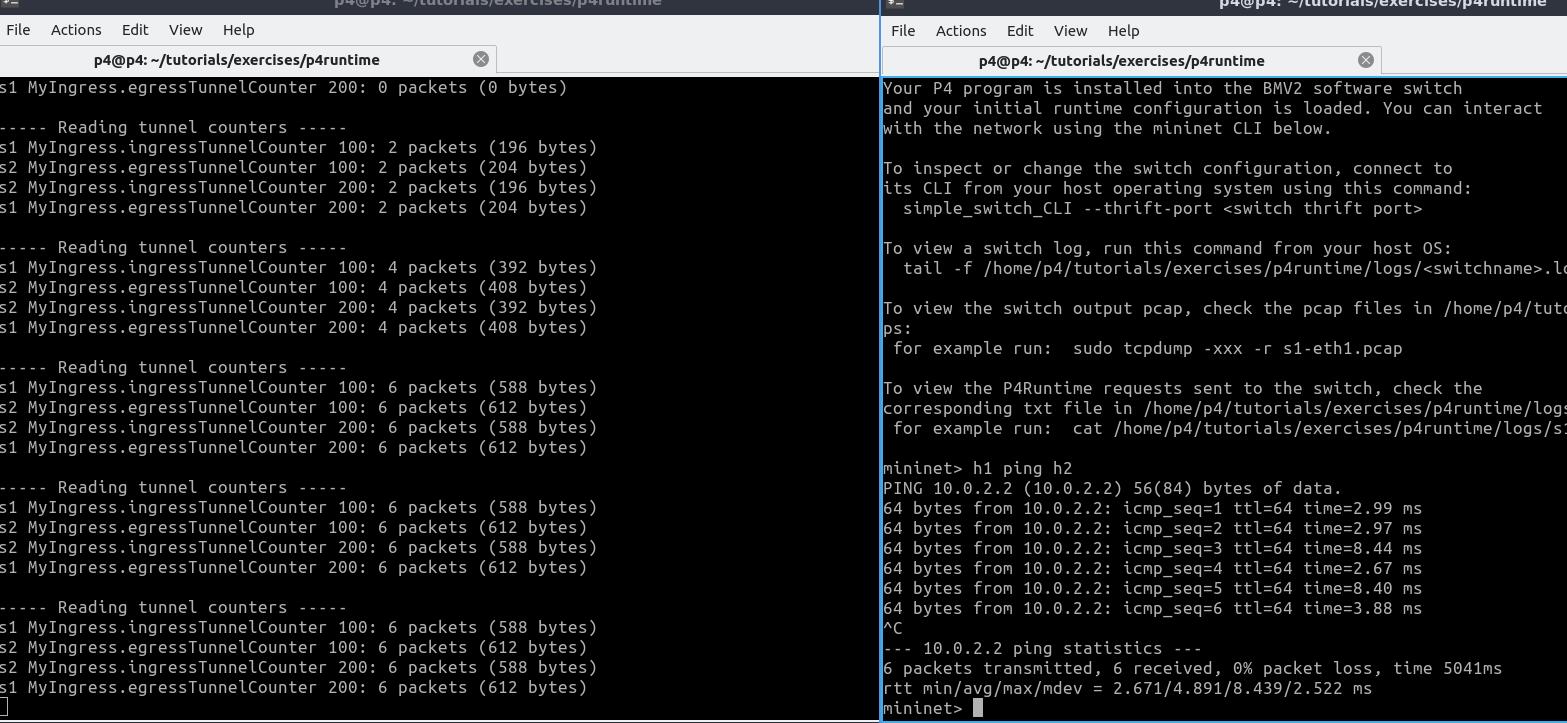 p4@p4: ~/tutorials/exercises/p4runtime
File Actions Edit View Help
p4@p4: ~/tutorials/exercises/p4runtime
s1 MyIngress.egressTunnelCounter 200: 0 packets (0 bytes)
----- Reading tunnel counters -----
s1 MyIngress.ingressTunnelCounter 100: 2 packets (196 bytes)
s2 MyIngress.egressTunnelCounter 100: 2 packets (204 bytes)
s2 MyIngress.ingressTunnelCounter 200: 2 packets (196 bytes)
s1 MyIngress.egressTunnelCounter 200: 2 packets (204 bytes)
----- Reading tunnel counters -----
s1 MyIngress.ingressTunnelCounter 100: 4 packets (392 bytes)
s2 MyIngress.egressTunnelCounter 100: 4 packets (408 bytes)
s2 MyIngress.ingressTunnelCounter 200: 4 packets (392 bytes)
s1 MyIngress.egressTunnelCounter 200: 4 packets (408 bytes)
----- Reading tunnel counters -----
s1 MyIngress.ingressTunnelCounter 100: 6 packets (588 bytes)
s2 MyIngress.egressTunnelCounter 100: 6 packets (612 bytes)
s2 MyIngress.ingressTunnelCounter 200: 6 packets (588 bytes)
s1 MyIngress.egressTunnelCounter 200: 6 packets (612 bytes)
----- Reading tunnel counters -----
s1 MyIngress.ingressTunnelCounter 100: 6 packets (588 bytes)
s2 MyIngress.egressTunnelCounter 100: 6 packets (612 bytes)
s2 MyIngress.ingressTunnelCounter 200: 6 packets (588 bytes)
s1 MyIngress.egressTunnelCounter 200: 6 packets (612 bytes)
----- Reading tunnel counters -----
s1 MyIngress.ingressTunnelCounter 100: 6 packets (588 bytes)
s2 MyIngress.egressTunnelCounter 100: 6 packets (612 bytes)
s2 MyIngress.ingressTunnelCounter 200: 6 packets (588 bytes)
s1 MyIngress.egressTunnelCounter 200: 6 packets (612 bytes)
p4@p4: ~/tutorials/exercises/p4runtime
File Actions Edit View Help
p4@p4: ~/tutorials/exercises/p4runtime
Your P4 program is installed into the BMV2 software switch
and your initial runtime configuration is loaded. You can interact
with the network using the mininet CLI below.
To inspect or change the switch configuration, connect to
its CLI from your host operating system using this command:
simple_switch_CLI --thrift-port <switch thrift port>
To view a switch log, run this command from your host OS:
tail -f /home/p4/tutorials/exercises/p4runtime/logs/<switchname>.lo
To view the switch output pcap, check the pcap files in /home/p4/tuto
ps:
for example run: sudo tcpdump -xxx -r s1-eth1.pcap
To view the P4Runtime requests sent to the switch, check the
corresponding txt file in /home/p4/tutorials/exercises/p4runtime/logs
for example run: cat /home/p4/tutorials/exercises/p4runtime/logs/s1
mininet> h1 ping h2
PING 10.0.2.2 (10.0.2.2) 56(84) bytes of data.
64 bytes from 10.0.2.2: icmp_seq=1 ttl=64 time=2.99 ms
64 bytes from 10.0.2.2: icmp_seq=2 ttl=64 time=2.97 ms
64 bytes from 10.0.2.2: icmp_seq=3 ttl=64 time=8.44 ms
64 bytes from 10.0.2.2: icmp_seq=4 ttl=64 time=2.67 ms
64 bytes from 10.0.2.2: icmp_seq=5 ttl=64 time=8.40 ms
64 bytes from 10.0.2.2: icmp_seq=6 ttl=64 time=3.88 ms
^C
--- 10.0.2.2 ping statistics ---
6 packets transmitted, 6 received, 0% packet loss, time 5041ms
rtt min/avg/max/mdev = 2.671/4.891/8.439/2.522 ms
mininet>